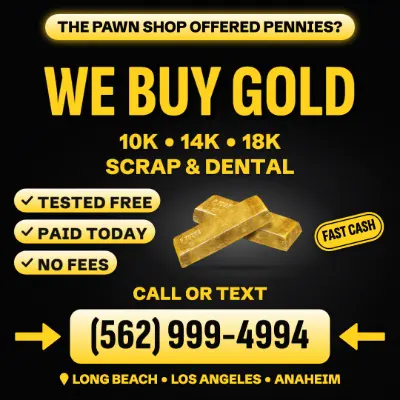 THE PAWN SHOP OFFERED PENNIES?
WE BUY GOLD
10K • 14K • 18K
SCRAP & DENTAL
✓ TESTED FREE
✓ PAID TODAY
✓ NO FEES
FAST CASH
CALL OR TEXT
(562) 999-4994
LONG BEACH • LOS ANGELES • ANAHEIM